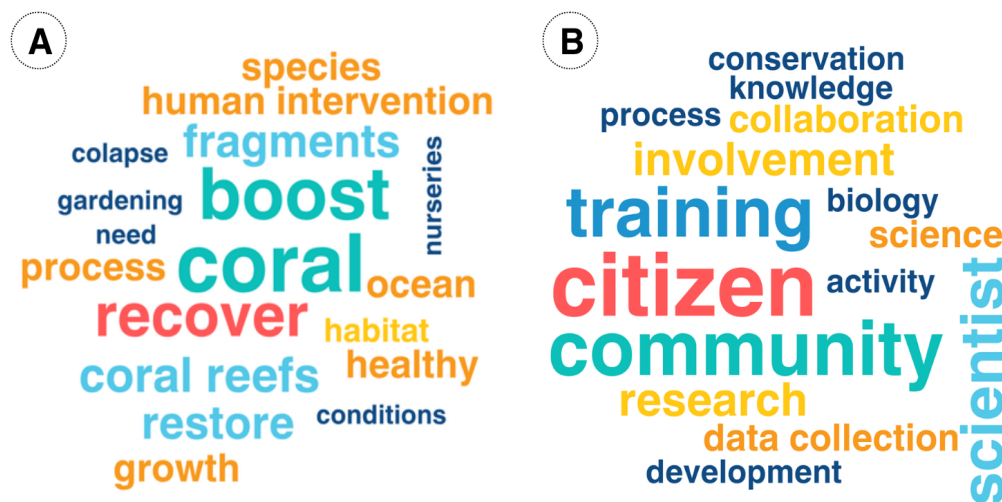 A
species
human intervention
fragments
colapse
nurseries
boost
gardening
need
coral
process
ocean
recover
habitat
healthy
coral reefs
conditions
restore
growth
B
conservation
knowledge
process
collaboration
involvement
training
biology
science
citizen
activity
scientist
community
research
data collection
development